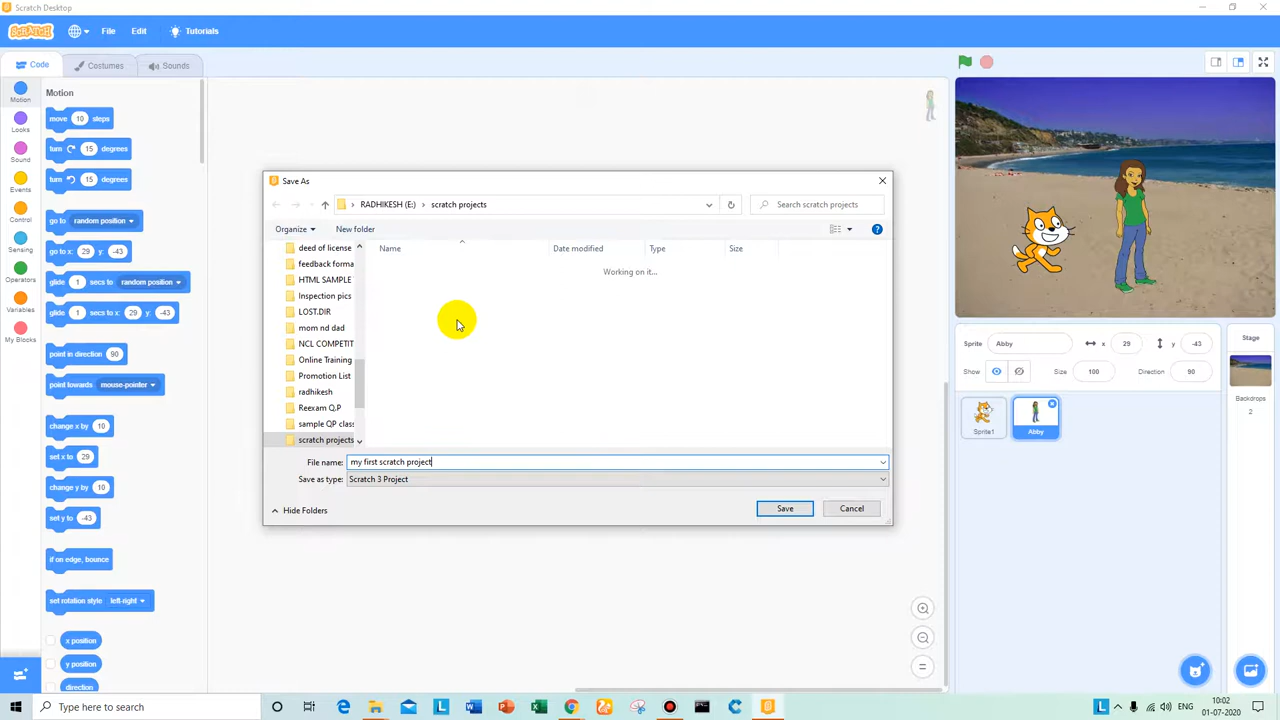 Scratch Desktop
SCRATCH File Edit Tutorials
Code Costumes Sounds
Motion
Looks
Sound
Events
Control
Sensing
Operators
Variables
My Blocks
Motion
move 10 steps
turn 15 degrees
turn 15 degrees
go to random position
go to x: 29 y: -43
glide 1 secs to random position
glide 1 secs to x: 29 y: -43
point in direction 90
point towards mouse-pointer
change x by 10
set x to 29
change y by 10
set y to -43
if on edge, bounce
set rotation style left-right
x position
y position
direction
Save As
RADHIKESH (E:) scratch projects
Search scratch projects
Organize New folder
Name Date modified Type Size
Working on it...
deed of license
feedback forma
HTML SAMPLE
Inspection pics
LOST.DIR
mom nd dad
NCL COMPETIT
Online Training
Promotion List
radhikesh
Reexam Q.P
sample QP class
scratch projects
File name: my first scratch project
Save as type: Scratch 3 Project
Hide Folders
Save Cancel
Sprite Abby x 29 y -43
Show Size 100 Direction 90
Sprite1
Abby
Stage
Backdrops
2
Type here to search
ENG
10:02
01-07-2020